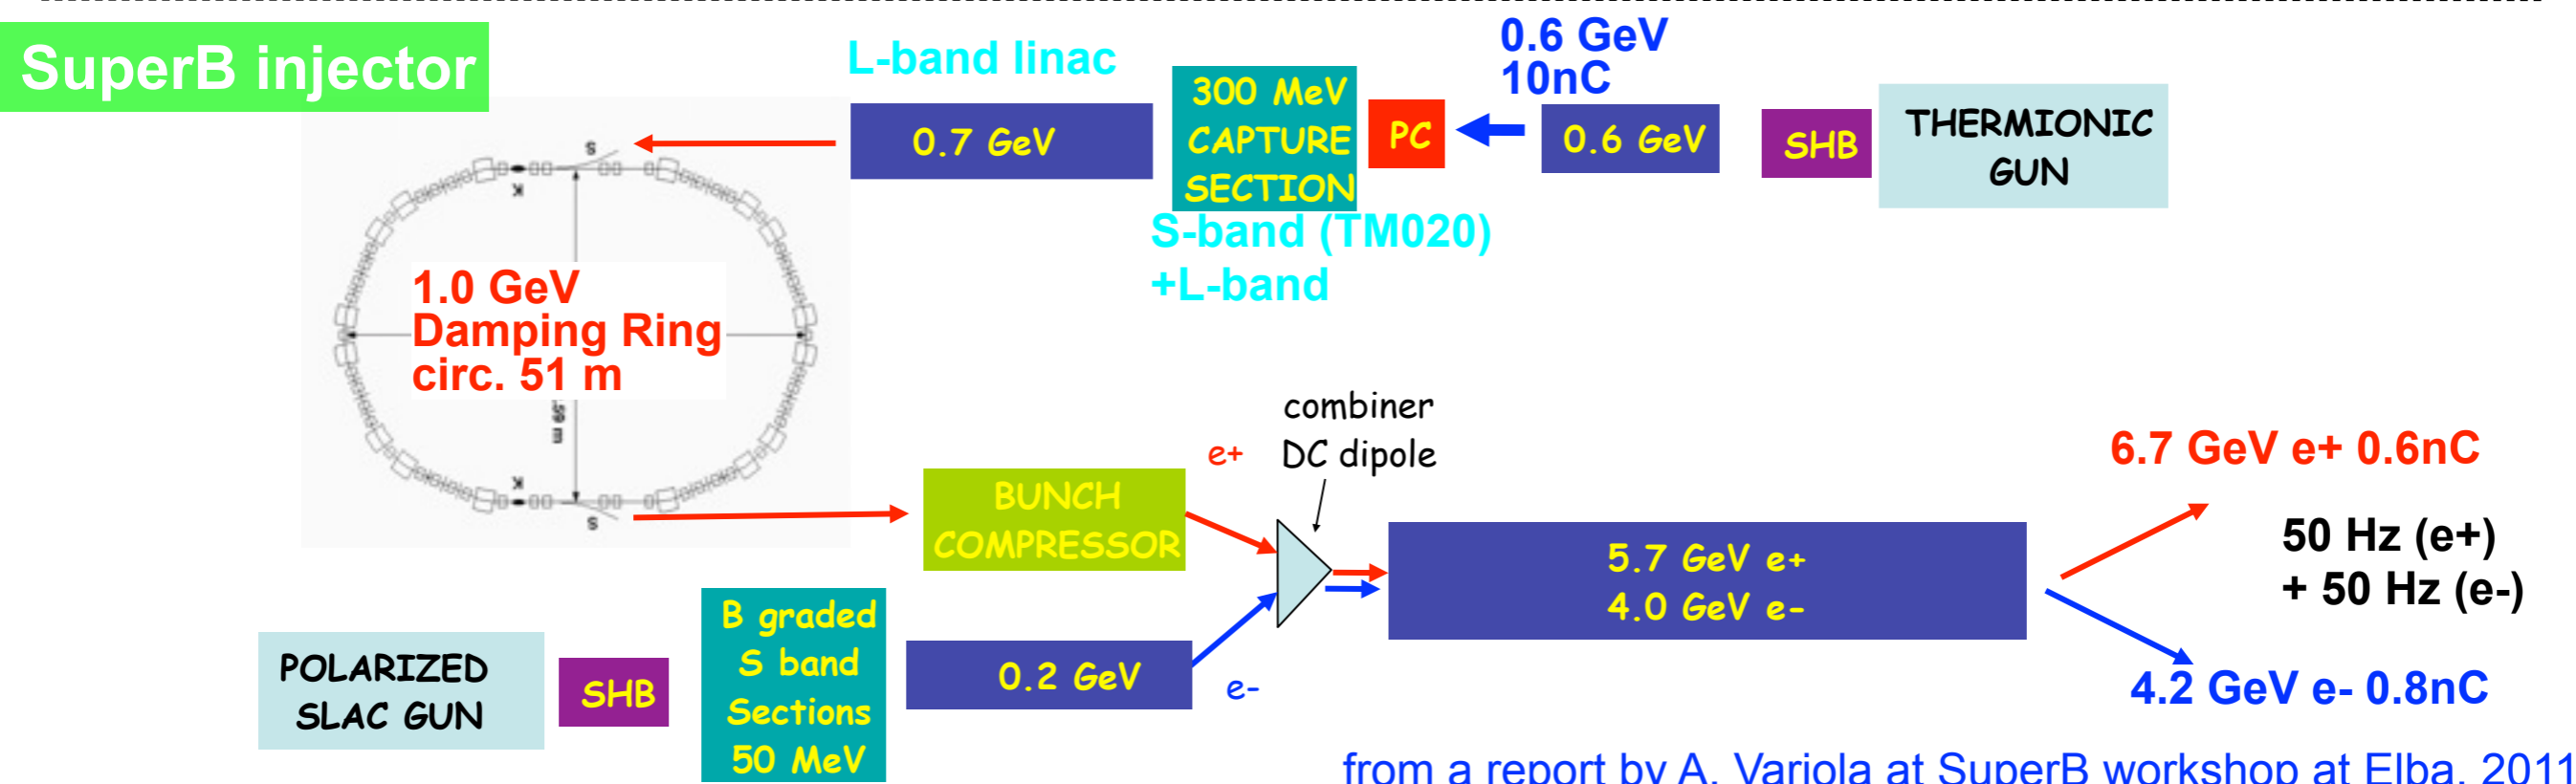 SuperB injector
L-band linac
0.6 GeV
10nC
0.7 GeV
300 MeV
CAPTURE
SECTION
PC
0.6 GeV
SHB
THERMIONIC
GUN
S-band (TM020)
+L-band
S
K
1.0 GeV
Damping Ring
circ. 51 m
K
S
BUNCH
COMPRESSOR
e+
combiner
DC dipole
5.7 GeV e+
4.0 GeV e-
6.7 GeV e+ 0.6nC
50 Hz (e+)
+ 50 Hz (e-)
4.2 GeV e- 0.8nC
POLARIZED
SLAC GUN
SHB
B graded
S band
Sections
50 MeV
0.2 GeV
e-
from a report by A. Variola at SuperB workshop at Elba, 2011